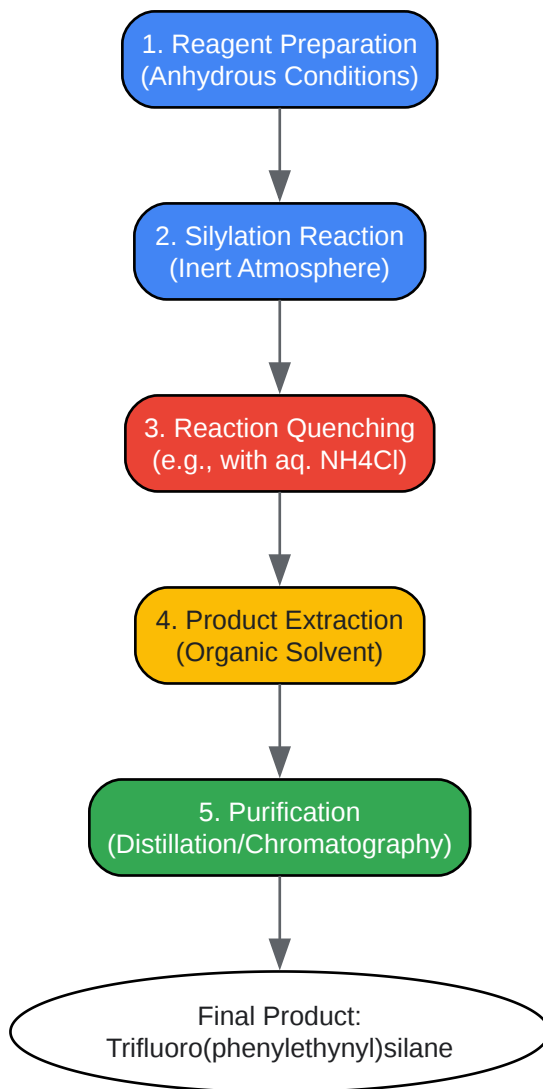 1. Reagent Preparation
(Anhydrous Conditions)
2. Silylation Reaction
(Inert Atmosphere)
3. Reaction Quenching
(e.g., with aq. NH4Cl)
4. Product Extraction
(Organic Solvent)
5. Purification
(Distillation/Chromatography)
Final Product:
Trifluoro(phenylethynyl)silane